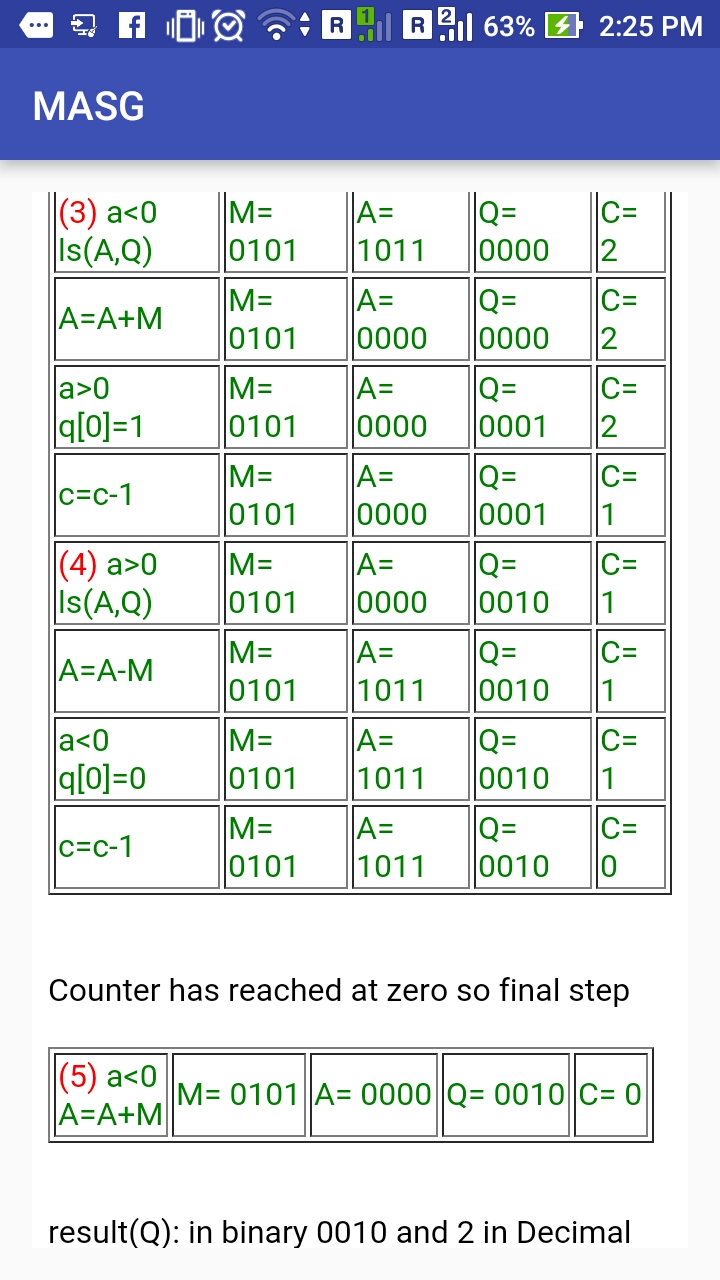 R 1 R 2 63% 2:25 PM
MASG
(3) a<0 M= A= Q= C=
ls(A,Q) 0101 1011 0000 2
A=A+M M= A= Q= C=
0101 0000 0000 2
a>0 M= A= Q= C=
q[0]=1 0101 0000 0001 2
c=c-1 M= A= Q= C=
0101 0000 0001 1
(4) a>0 M= A= Q= C=
ls(A,Q) 0101 0000 0010 1
A=A-M M= A= Q= C=
0101 1011 0010 1
a<0 M= A= Q= C=
q[0]=0 0101 1011 0010 1
c=c-1 M= A= Q= C=
0101 1011 0010 0
Counter has reached at zero so final step
(5) a<0
A=A+M M= 0101 A= 0000 Q= 0010 C= 0
result(Q): in binary 0010 and 2 in Decimal